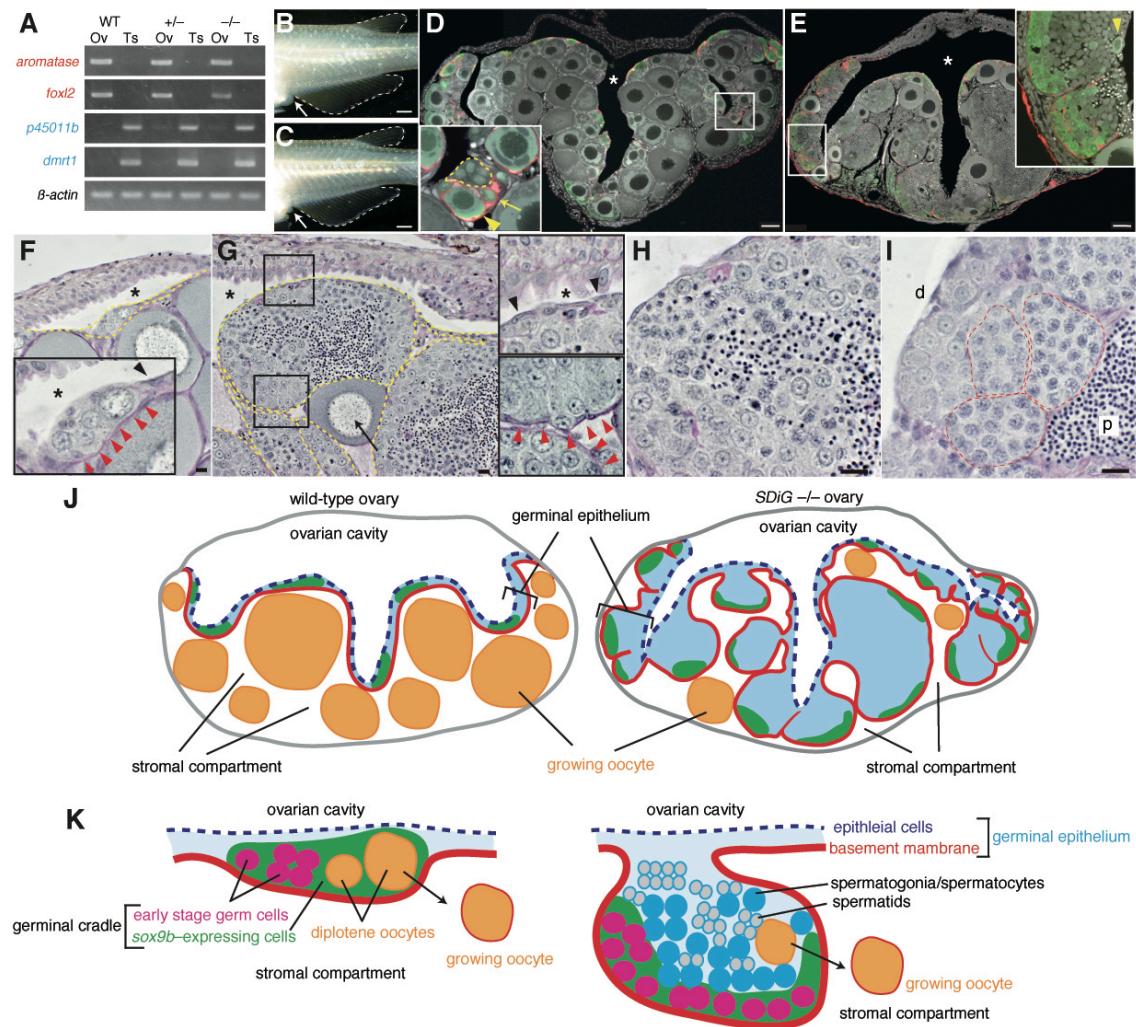 A
WT +/– –/–
Ov Ts Ov Ts Ov Ts
aromatase
foxl2
p45011b
dmrt1
ß-actin
B
C
D
*
E
*
F
*
*
G
*
*
H
I
d
p
J
wild-type ovary
ovarian cavity
germinal epithelium
SDiG –/– ovary
ovarian cavity
stromal compartment
growing oocyte
stromal compartment
K
ovarian cavity
germinal cradle
early stage germ cells
sox9b–expressing cells
diplotene oocytes
growing oocyte
stromal compartment
ovarian cavity
epithleial cells
basement mambrane
germinal epithelium
spermatogonia/spermatocytes
spermatids
growing oocyte
stromal compartment